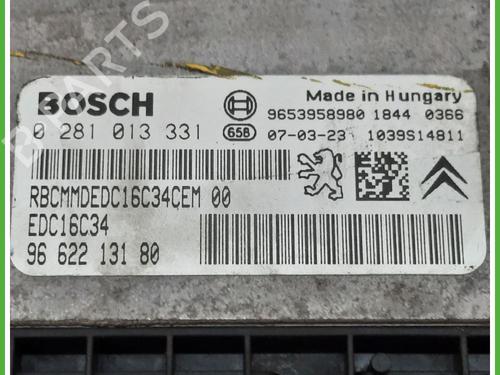 B-PARTS
BOSCH
Made in Hungary
9653958980 1844 0366
0 281 013 331 65B 07-03-23 1039S14811
RBCMMDEDC16C34CEM 00
EDC16C34
96 622 131 80